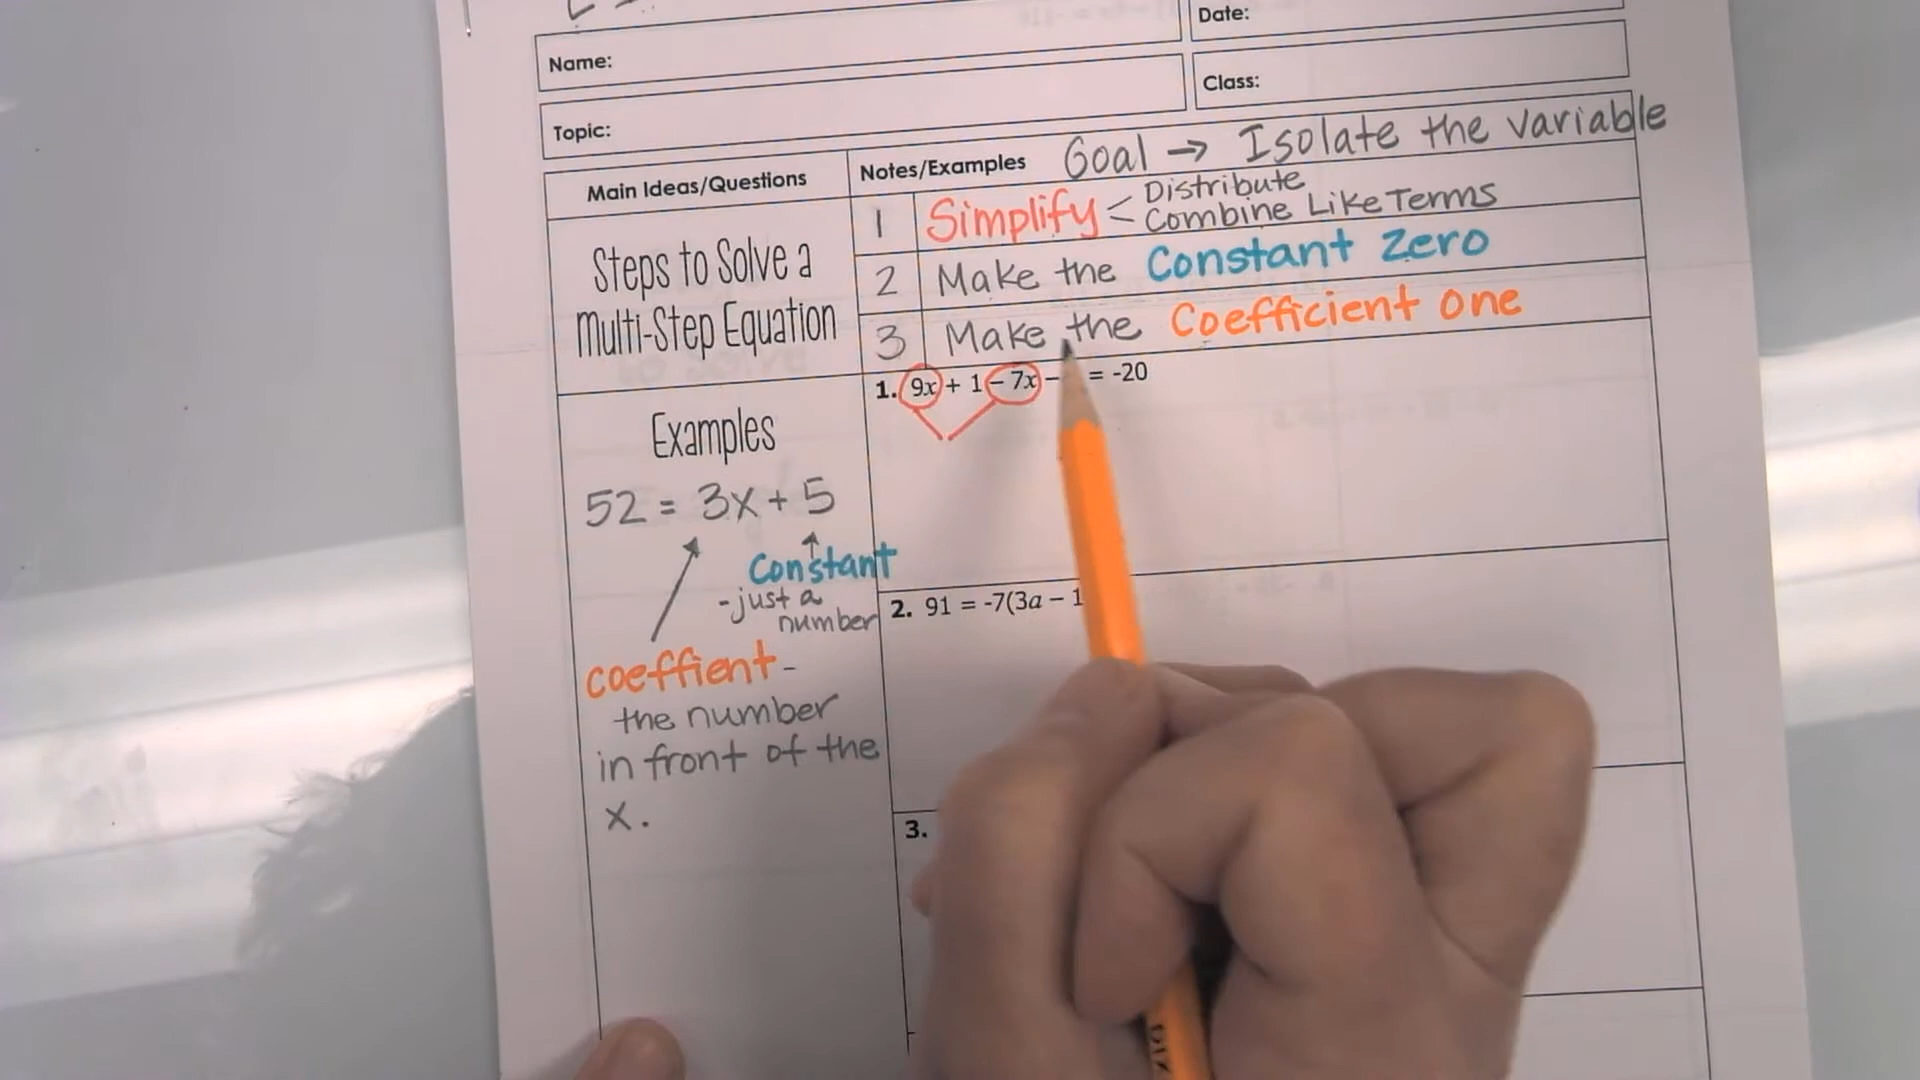 Date:
Name:
Class:
Topic:
Main Ideas/Questions
Notes/Examples Goal → Isolate the variable
1 Simplify < Distribute
Combine Like Terms
2 Make the Constant Zero
3 Make the Coefficient one
Steps to Solve a
Multi-Step Equation
1. 9x + 1 – 7x – = -20
Examples
52 = 3x + 5
Constant
- just a
number
coeffient -
the number
in front of the
x.
2. 91 = -7(3a – 1
3.